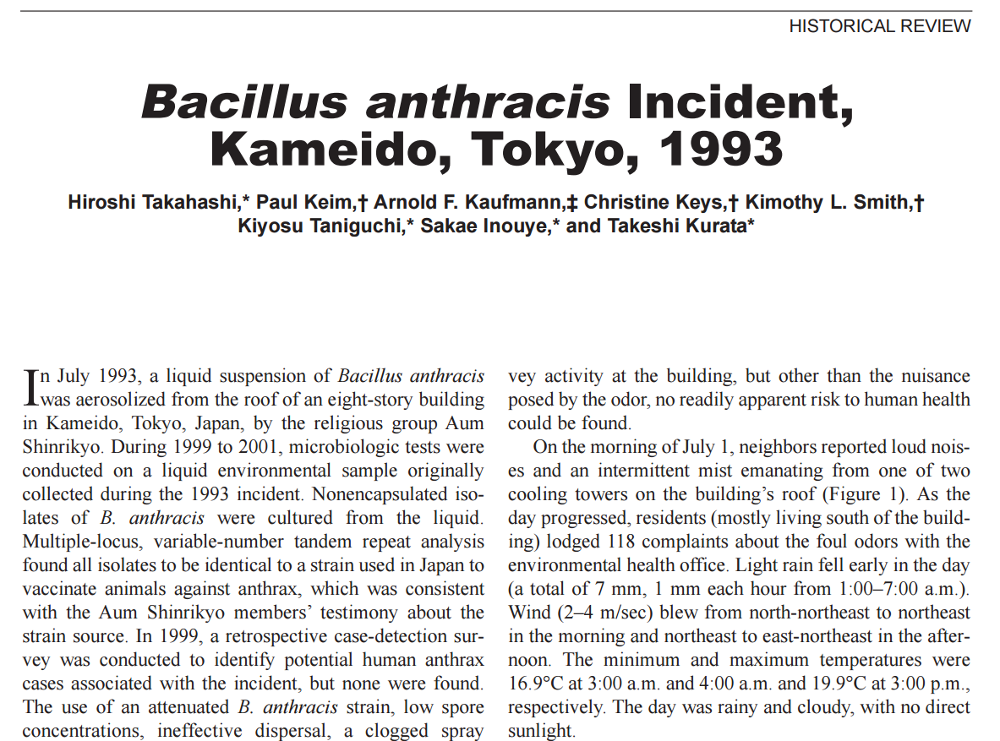 HISTORICAL REVIEW
Bacillus anthracis Incident,
Kameido, Tokyo, 1993
Hiroshi Takahashi,* Paul Keim,† Arnold F. Kaufmann,‡ Christine Keys,† Kimothy L. Smith,†
Kiyosu Taniguchi,* Sakae Inouye,* and Takeshi Kurata*
In July 1993, a liquid suspension of Bacillus anthracis
was aerosolized from the roof of an eight-story building
in Kameido, Tokyo, Japan, by the religious group Aum
Shinrikyo. During 1999 to 2001, microbiologic tests were
conducted on a liquid environmental sample originally
collected during the 1993 incident. Nonencapsulated iso-
lates of B. anthracis were cultured from the liquid.
Multiple-locus, variable-number tandem repeat analysis
found all isolates to be identical to a strain used in Japan to
vaccinate animals against anthrax, which was consistent
with the Aum Shinrikyo members’ testimony about the
strain source. In 1999, a retrospective case-detection sur-
vey was conducted to identify potential human anthrax
cases associated with the incident, but none were found.
The use of an attenuated B. anthracis strain, low spore
concentrations, ineffective dispersal, a clogged spray
vey activity at the building, but other than the nuisance
posed by the odor, no readily apparent risk to human health
could be found.
On the morning of July 1, neighbors reported loud nois-
es and an intermittent mist emanating from one of two
cooling towers on the building’s roof (Figure 1). As the
day progressed, residents (mostly living south of the build-
ing) lodged 118 complaints about the foul odors with the
environmental health office. Light rain fell early in the day
(a total of 7 mm, 1 mm each hour from 1:00–7:00 a.m.).
Wind (2–4 m/sec) blew from north-northeast to northeast
in the morning and northeast to east-northeast in the after-
noon. The minimum and maximum temperatures were
16.9°C at 3:00 a.m. and 4:00 a.m. and 19.9°C at 3:00 p.m.,
respectively. The day was rainy and cloudy, with no direct
sunlight.